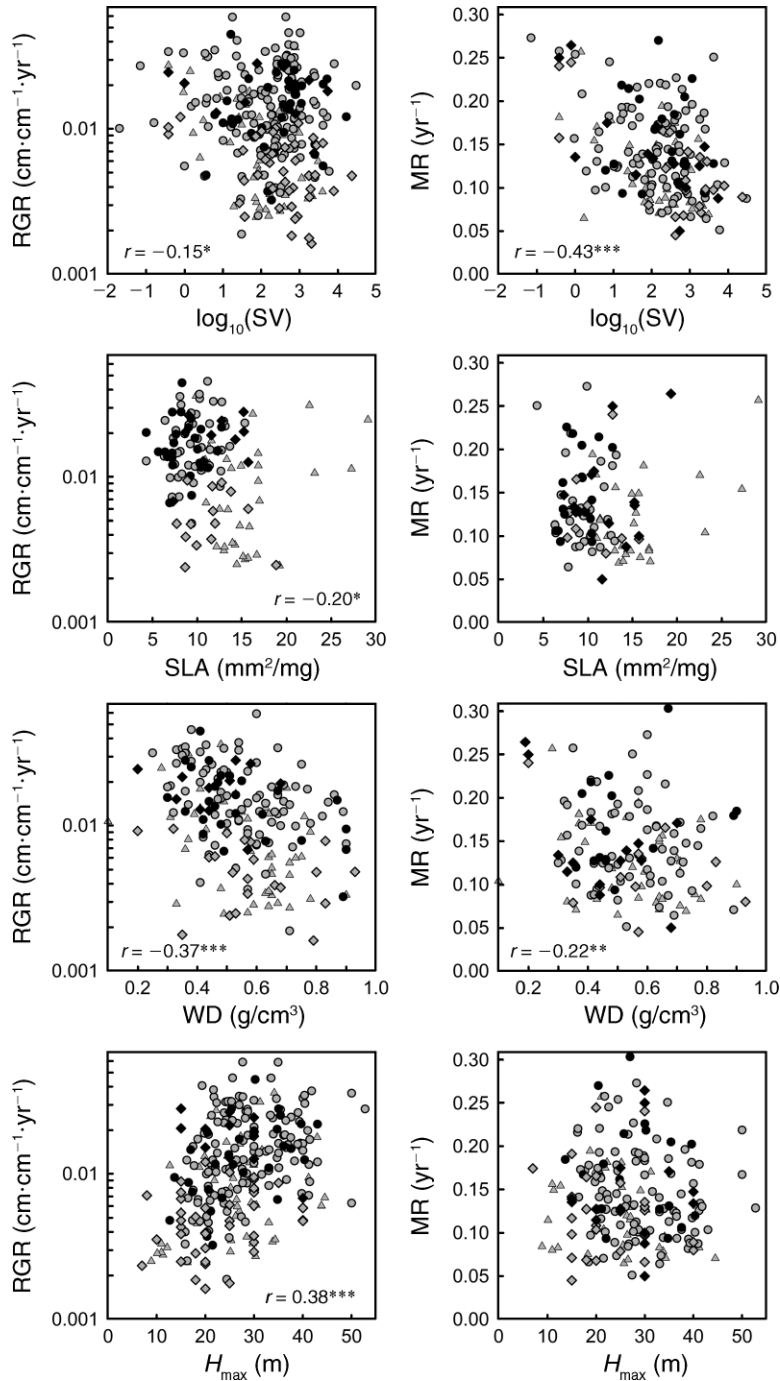 RGR (cm·cm⁻¹·yr⁻¹)
0.01
0.001
r = −0.15*
−2 −1 0 1 2 3 4 5
log₁₀(SV)
MR (yr⁻¹)
0.30
0.25
0.20
0.15
0.10
0.05
0.00
r = −0.43***
−2 −1 0 1 2 3 4 5
log₁₀(SV)
RGR (cm·cm⁻¹·yr⁻¹)
0.01
0.001
r = −0.20*
0 5 10 15 20 25 30
SLA (mm²/mg)
MR (yr⁻¹)
0.30
0.25
0.20
0.15
0.10
0.05
0.00
0 5 10 15 20 25 30
SLA (mm²/mg)
RGR (cm·cm⁻¹·yr⁻¹)
0.01
0.001
r = −0.37***
0.2 0.4 0.6 0.8 1.0
WD (g/cm³)
MR (yr⁻¹)
0.30
0.25
0.20
0.15
0.10
0.05
0.00
r = −0.22**
0.2 0.4 0.6 0.8 1.0
WD (g/cm³)
RGR (cm·cm⁻¹·yr⁻¹)
0.01
0.001
r = 0.38***
0 10 20 30 40 50
Hmax (m)
MR (yr⁻¹)
0.30
0.25
0.20
0.15
0.10
0.05
0.00
0 10 20 30 40 50
Hmax (m)